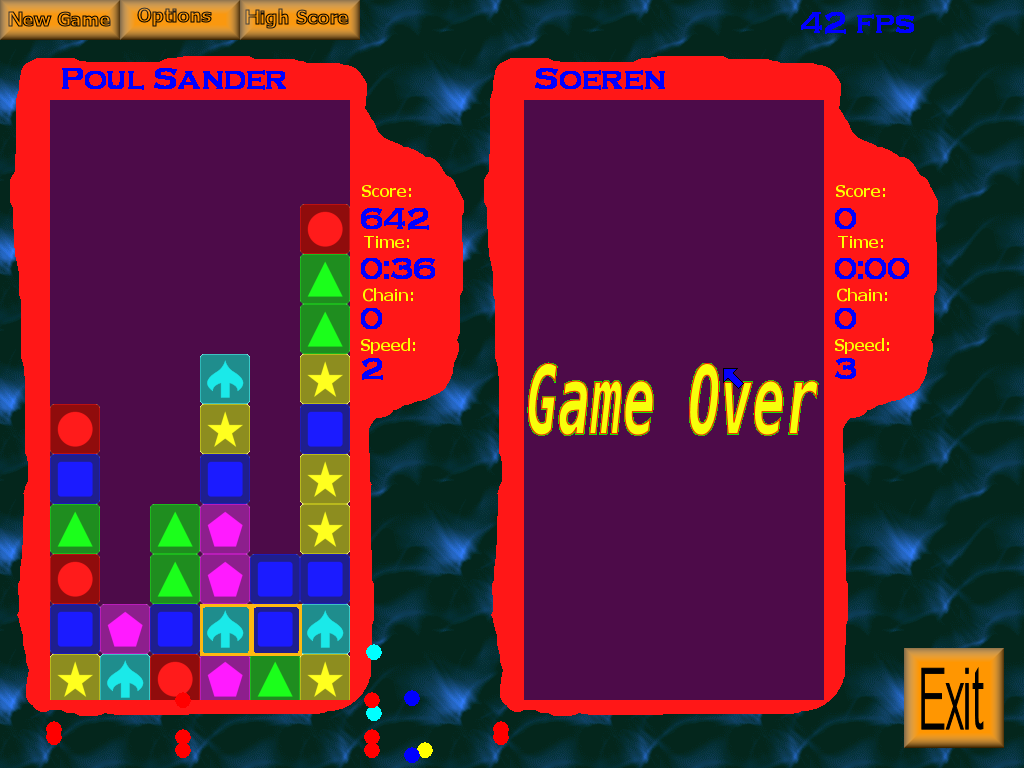 New Game
Options
High Score
42 FPS
Poul Sander
Score:
642
Time:
0:36
Chain:
0
Speed:
2
Soeren
Score:
0
Time:
0:00
Chain:
0
Speed:
3
Game Over
Exit